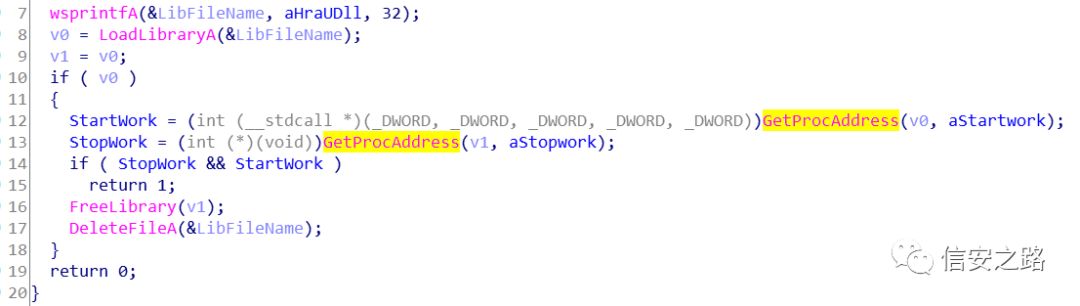 7 wsprintfA(&LibFileName, aHraUDll, 32);
8 v0 = LoadLibraryA(&LibFileName);
9 v1 = v0;
10 if ( v0 )
11 {
12 StartWork = (int (__stdcall *)(_DWORD, _DWORD, _DWORD, _DWORD, _DWORD))GetProcAddress(v0, aStartwork);
13 StopWork = (int (*)(void))GetProcAddress(v1, aStopwork);
14 if ( StopWork && StartWork )
15 return 1;
16 FreeLibrary(v1);
17 DeleteFileA(&LibFileName);
18 }
19 return 0;
20 }
信安之路